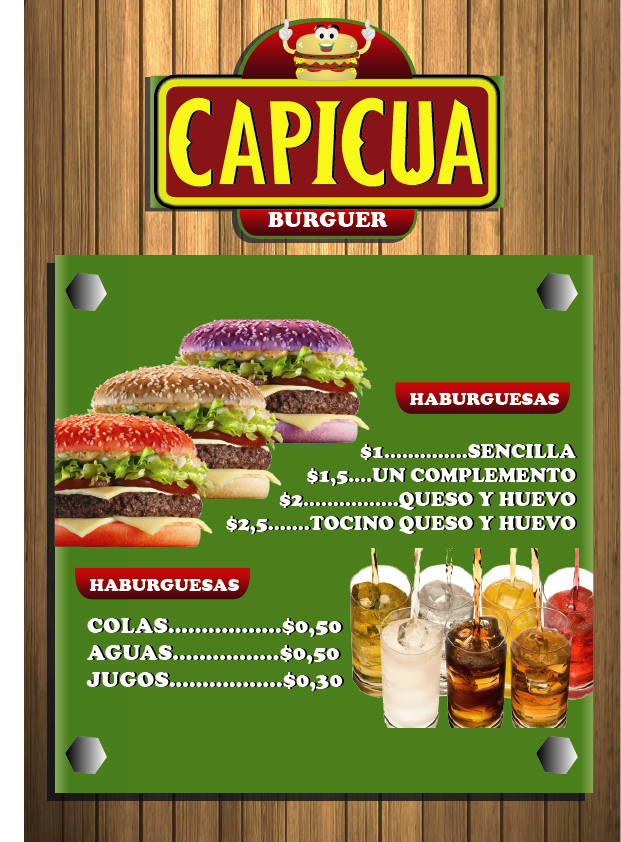 CAPICUA
BURGUER
HABURGUESAS
$1..............SENCILLA
$1,5....UN COMPLEMENTO
$2................QUESO Y HUEVO
$2,5.......TOCINO QUESO Y HUEVO
HABURGUESAS
COLAS.................$0,50
AGUAS................$0,50
JUGOS.................$0,30